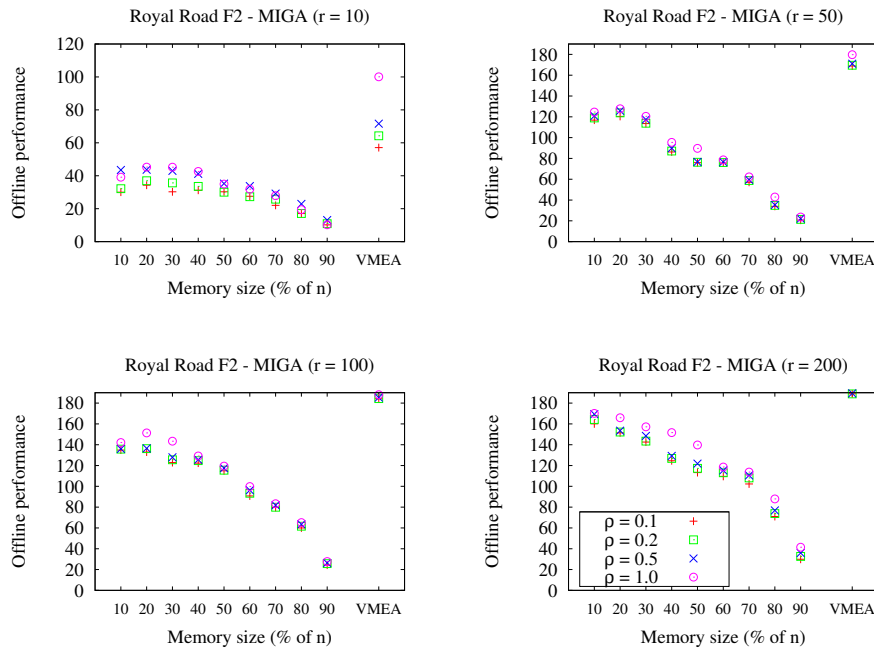 Royal Road F2 - MIGA (r = 10)
Offline performance
120
100
80
60
40
20
0
10 20 30 40 50 60 70 80 90 VMEA
Memory size (% of n)
Royal Road F2 - MIGA (r = 50)
Offline performance
180
160
140
120
100
80
60
40
20
0
10 20 30 40 50 60 70 80 90 VMEA
Memory size (% of n)
Royal Road F2 - MIGA (r = 100)
Offline performance
180
160
140
120
100
80
60
40
20
0
10 20 30 40 50 60 70 80 90 VMEA
Memory size (% of n)
Royal Road F2 - MIGA (r = 200)
Offline performance
180
160
140
120
100
80
60
40
20
0
ρ = 0.1
ρ = 0.2
ρ = 0.5
ρ = 1.0
10 20 30 40 50 60 70 80 90 VMEA
Memory size (% of n)